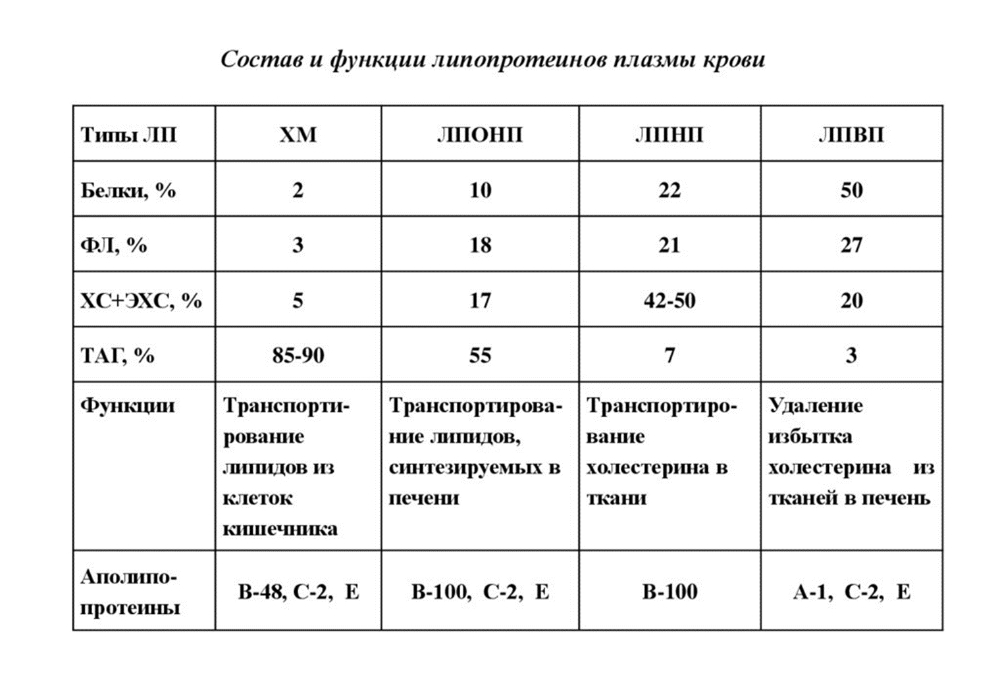 Состав и функции липопротеинов плазмы крови
Типы ЛП ХМ ЛПОНП ЛПНП ЛПВП
Белки, % 2 10 22 50
ФЛ, % 3 18 21 27
ХС+ЭХС, % 5 17 42-50 20
ТАГ, % 85-90 55 7 3
Функции
Транспорти-
рование
липидов из
клеток
кишечника
Транспортирова-
ние липидов,
синтезируемых в
печени
Транспортиро-
вание
холестерина в
ткани
Удаление
избытка
холестерина из
тканей в печень
Аполипо-
протеины
В-48, С-2, Е
В-100, С-2, Е
В-100
А-1, С-2, Е